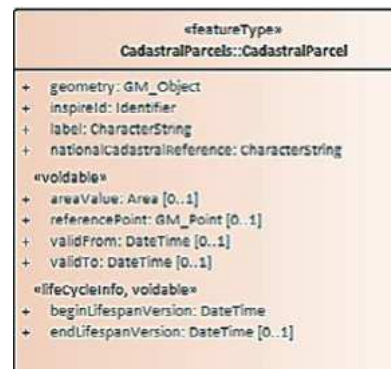 «featureType»
CadastralParcels::CadastralParcel
+ geometry: GM_Object
+ inspireId: Identifier
+ label: CharacterString
+ nationalCadastralReference: CharacterString
«voidable»
+ areaValue: Area [0..1]
+ referencePoint: GM_Point [0..1]
+ validFrom: DateTime [0..1]
+ validTo: DateTime [0..1]
«lifeCycleInfo, voidable»
+ beginLifespanVersion: DateTime
+ endLifespanVersion: DateTime [0..1]